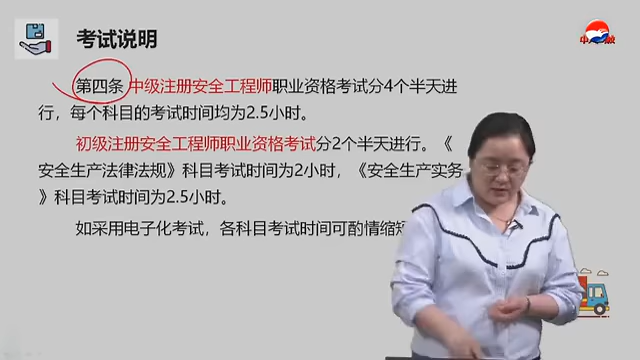 考试说明
中 教
第四条 中级注册安全工程师职业资格考试分4个半天进
行，每个科目的考试时间均为2.5小时。
初级注册安全工程师职业资格考试分2个半天进行。《
安全生产法律法规》科目考试时间为2小时，《安全生产实务
》科目考试时间为2.5小时。
如采用电子化考试，各科目考试时间可酌情缩